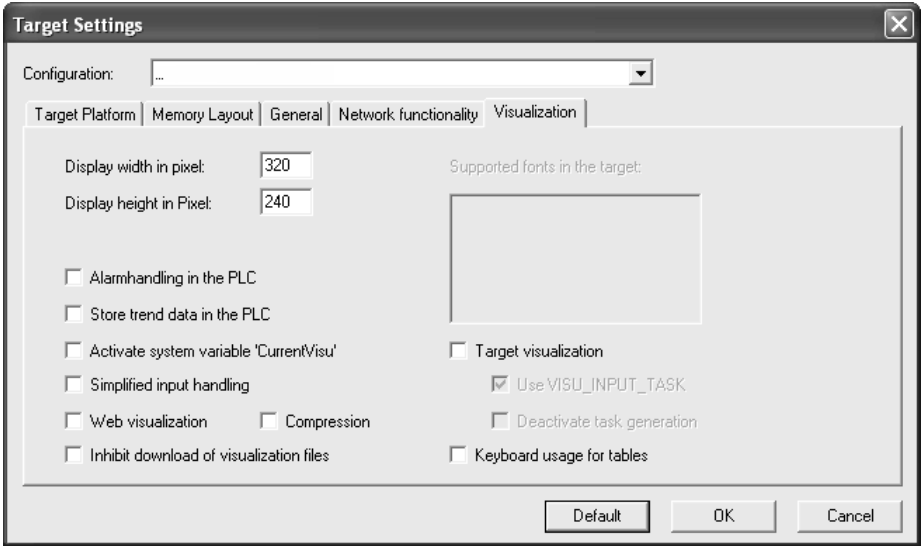 Target Settings
Configuration: ...
Target Platform Memory Layout General Network functionality Visualization
Display width in pixel: 320 Supported fonts in the target:
Display height in Pixel: 240
Alarmhandling in the PLC
Store trend data in the PLC
Activate system variable 'CurrentVisu' Target visualization
Simplified input handling Use VISU_INPUT_TASK
Web visualization Compression Deactivate task generation
Inhibit download of visualization files Keyboard usage for tables
Default OK Cancel